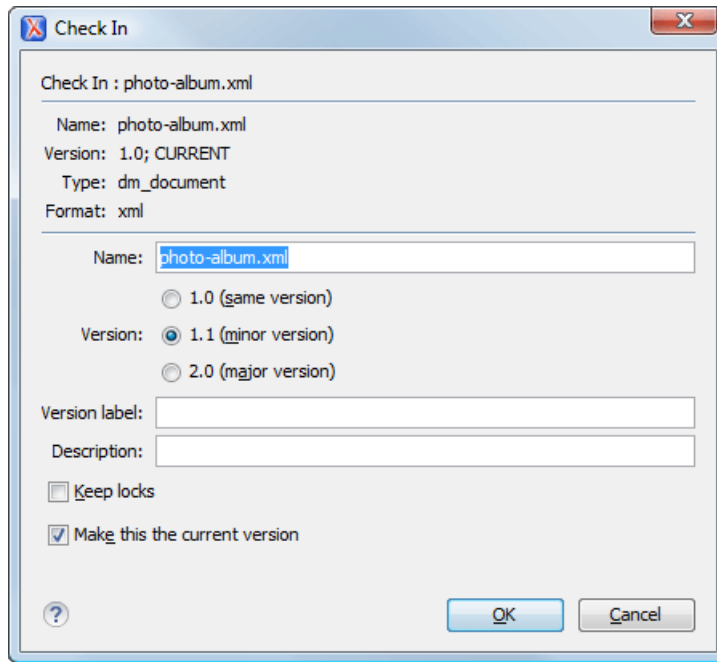 Check In
Check In : photo-album.xml
Name: photo-album.xml
Version: 1.0; CURRENT
Type: dm_document
Format: xml
Name: photo-album.xml
1.0 (same version)
Version: 1.1 (minor version)
2.0 (major version)
Version label:
Description:
Keep locks
Make this the current version
? OK Cancel